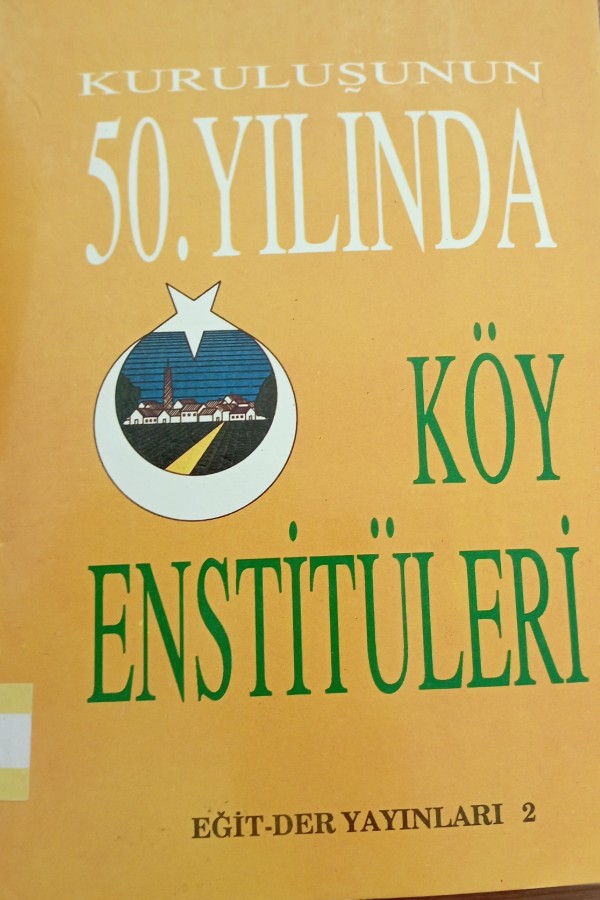 KURULUŞUNUN
50. YILINDA
KÖY
ENSTİTÜLERİ
EĞİT-DER YAYINLARI 2